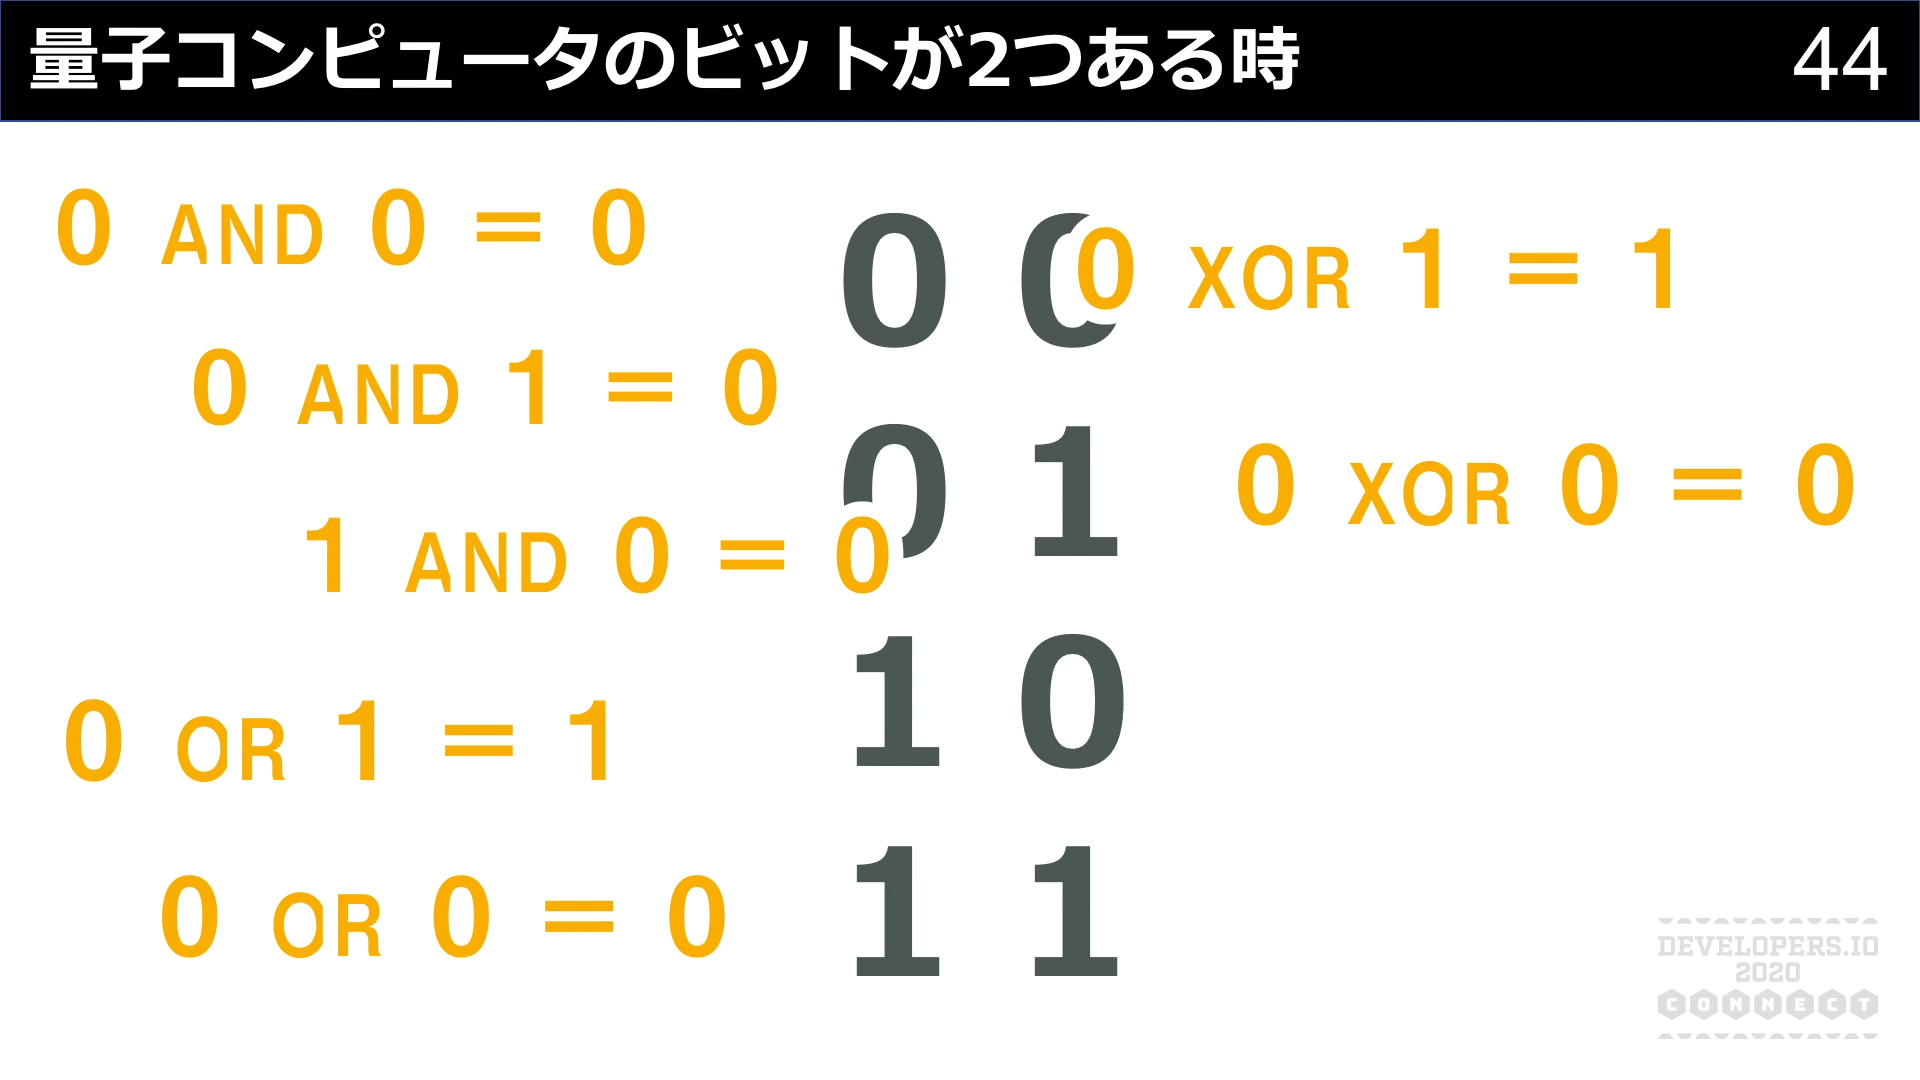 量子コンピュータのビットが2つある時
44
0 AND 0 = 0
0 AND 1 = 0
1 AND 0 = 0
0 OR 1 = 1
0 OR 0 = 0
0 0
0 1
1 0
1 1
0 XOR 1 = 1
0 XOR 0 = 0
DEVELOPERS.IO
2020
CONNECT